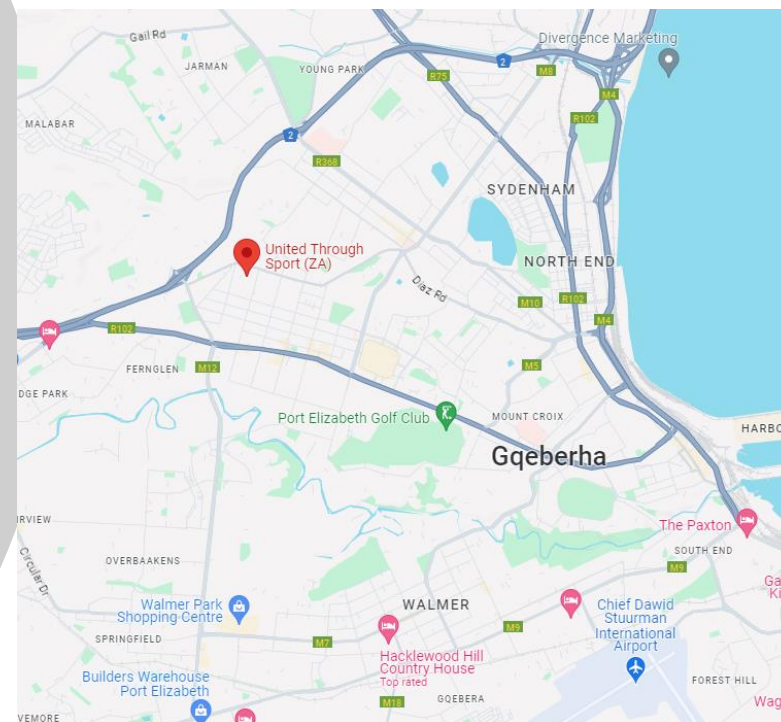 Gail Rd
Divergence Marketing
JARMAN
YOUNG PARK
2
M8
R75
M4
MALABAR
R102
2
R368
SYDENHAM
United Through
Sport (ZA)
NORTH END
Diaz Rd
M10
R102
R102
M4
FERNGLEN
M12
M5
DGE PARK
Port Elizabeth Golf Club
MOUNT CROIX
HARBO
Gqeberha
IRVIEW
The Paxton
SOUTH END
Circular Dr
OVERBAAKENS
M9
Ga
Ki
Walmer Park
Shopping Centre
WALMER
Chief Dawid
Stuurman
International
Airport
SPRINGFIELD
M7
M9
Hacklewood Hill
Country House
Top rated
Builders Warehouse
Port Elizabeth
FOREST HILL
M18
GQEBERA
Wag
VEMORE